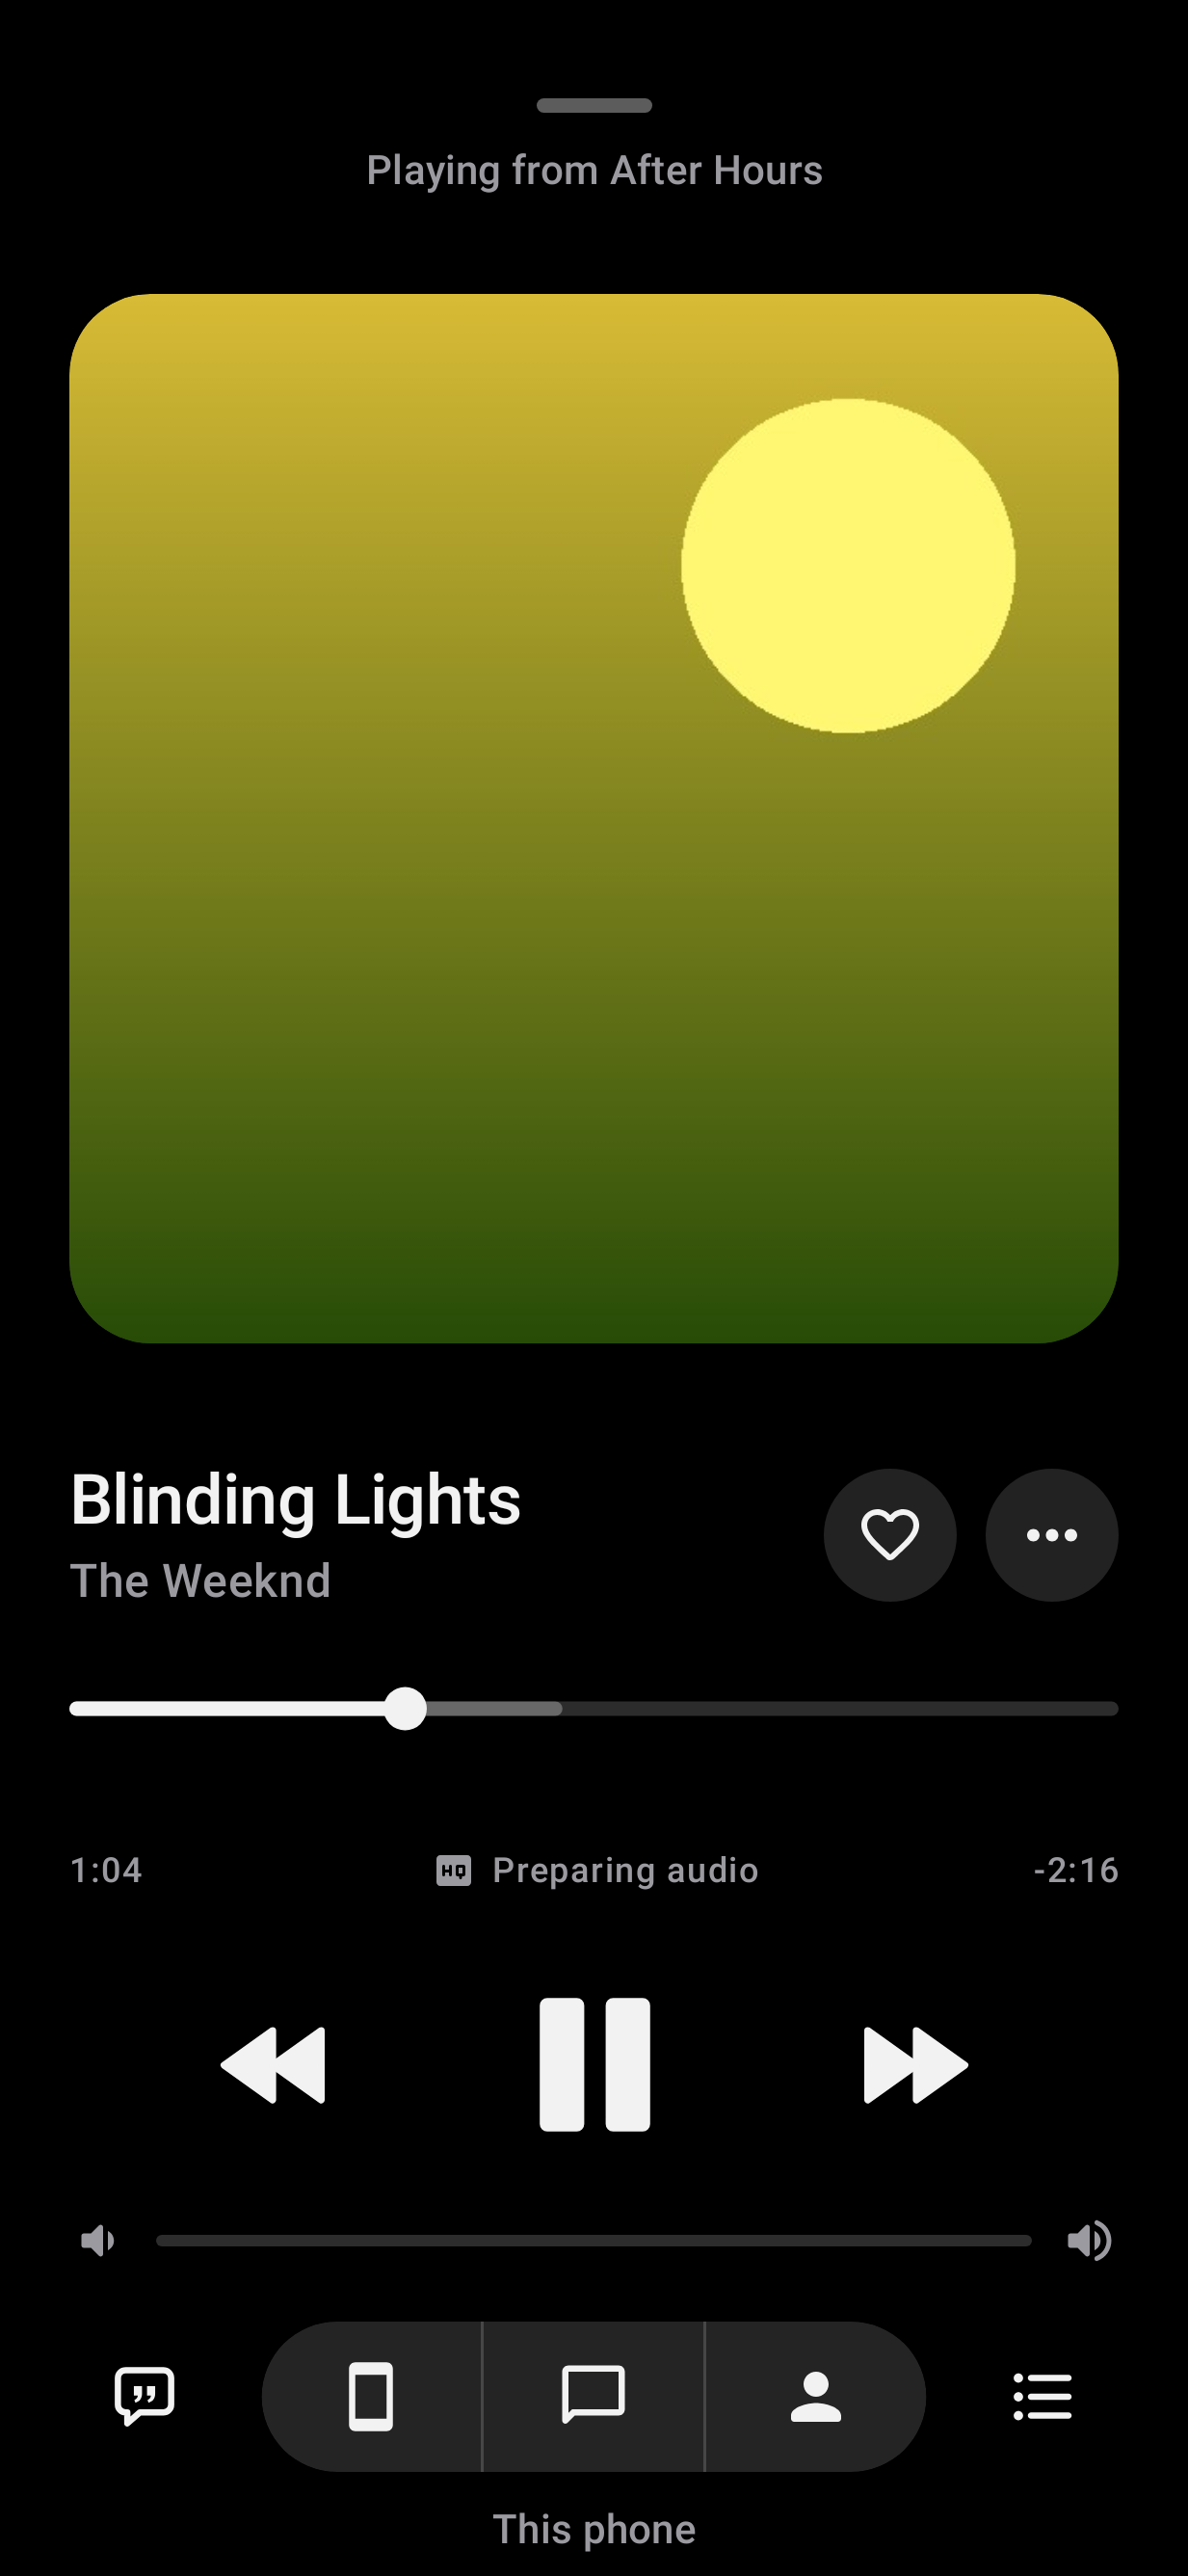 Playing from After Hours
Blinding Lights
The Weeknd
1:04
HQ Preparing audio
-2:16
This phone